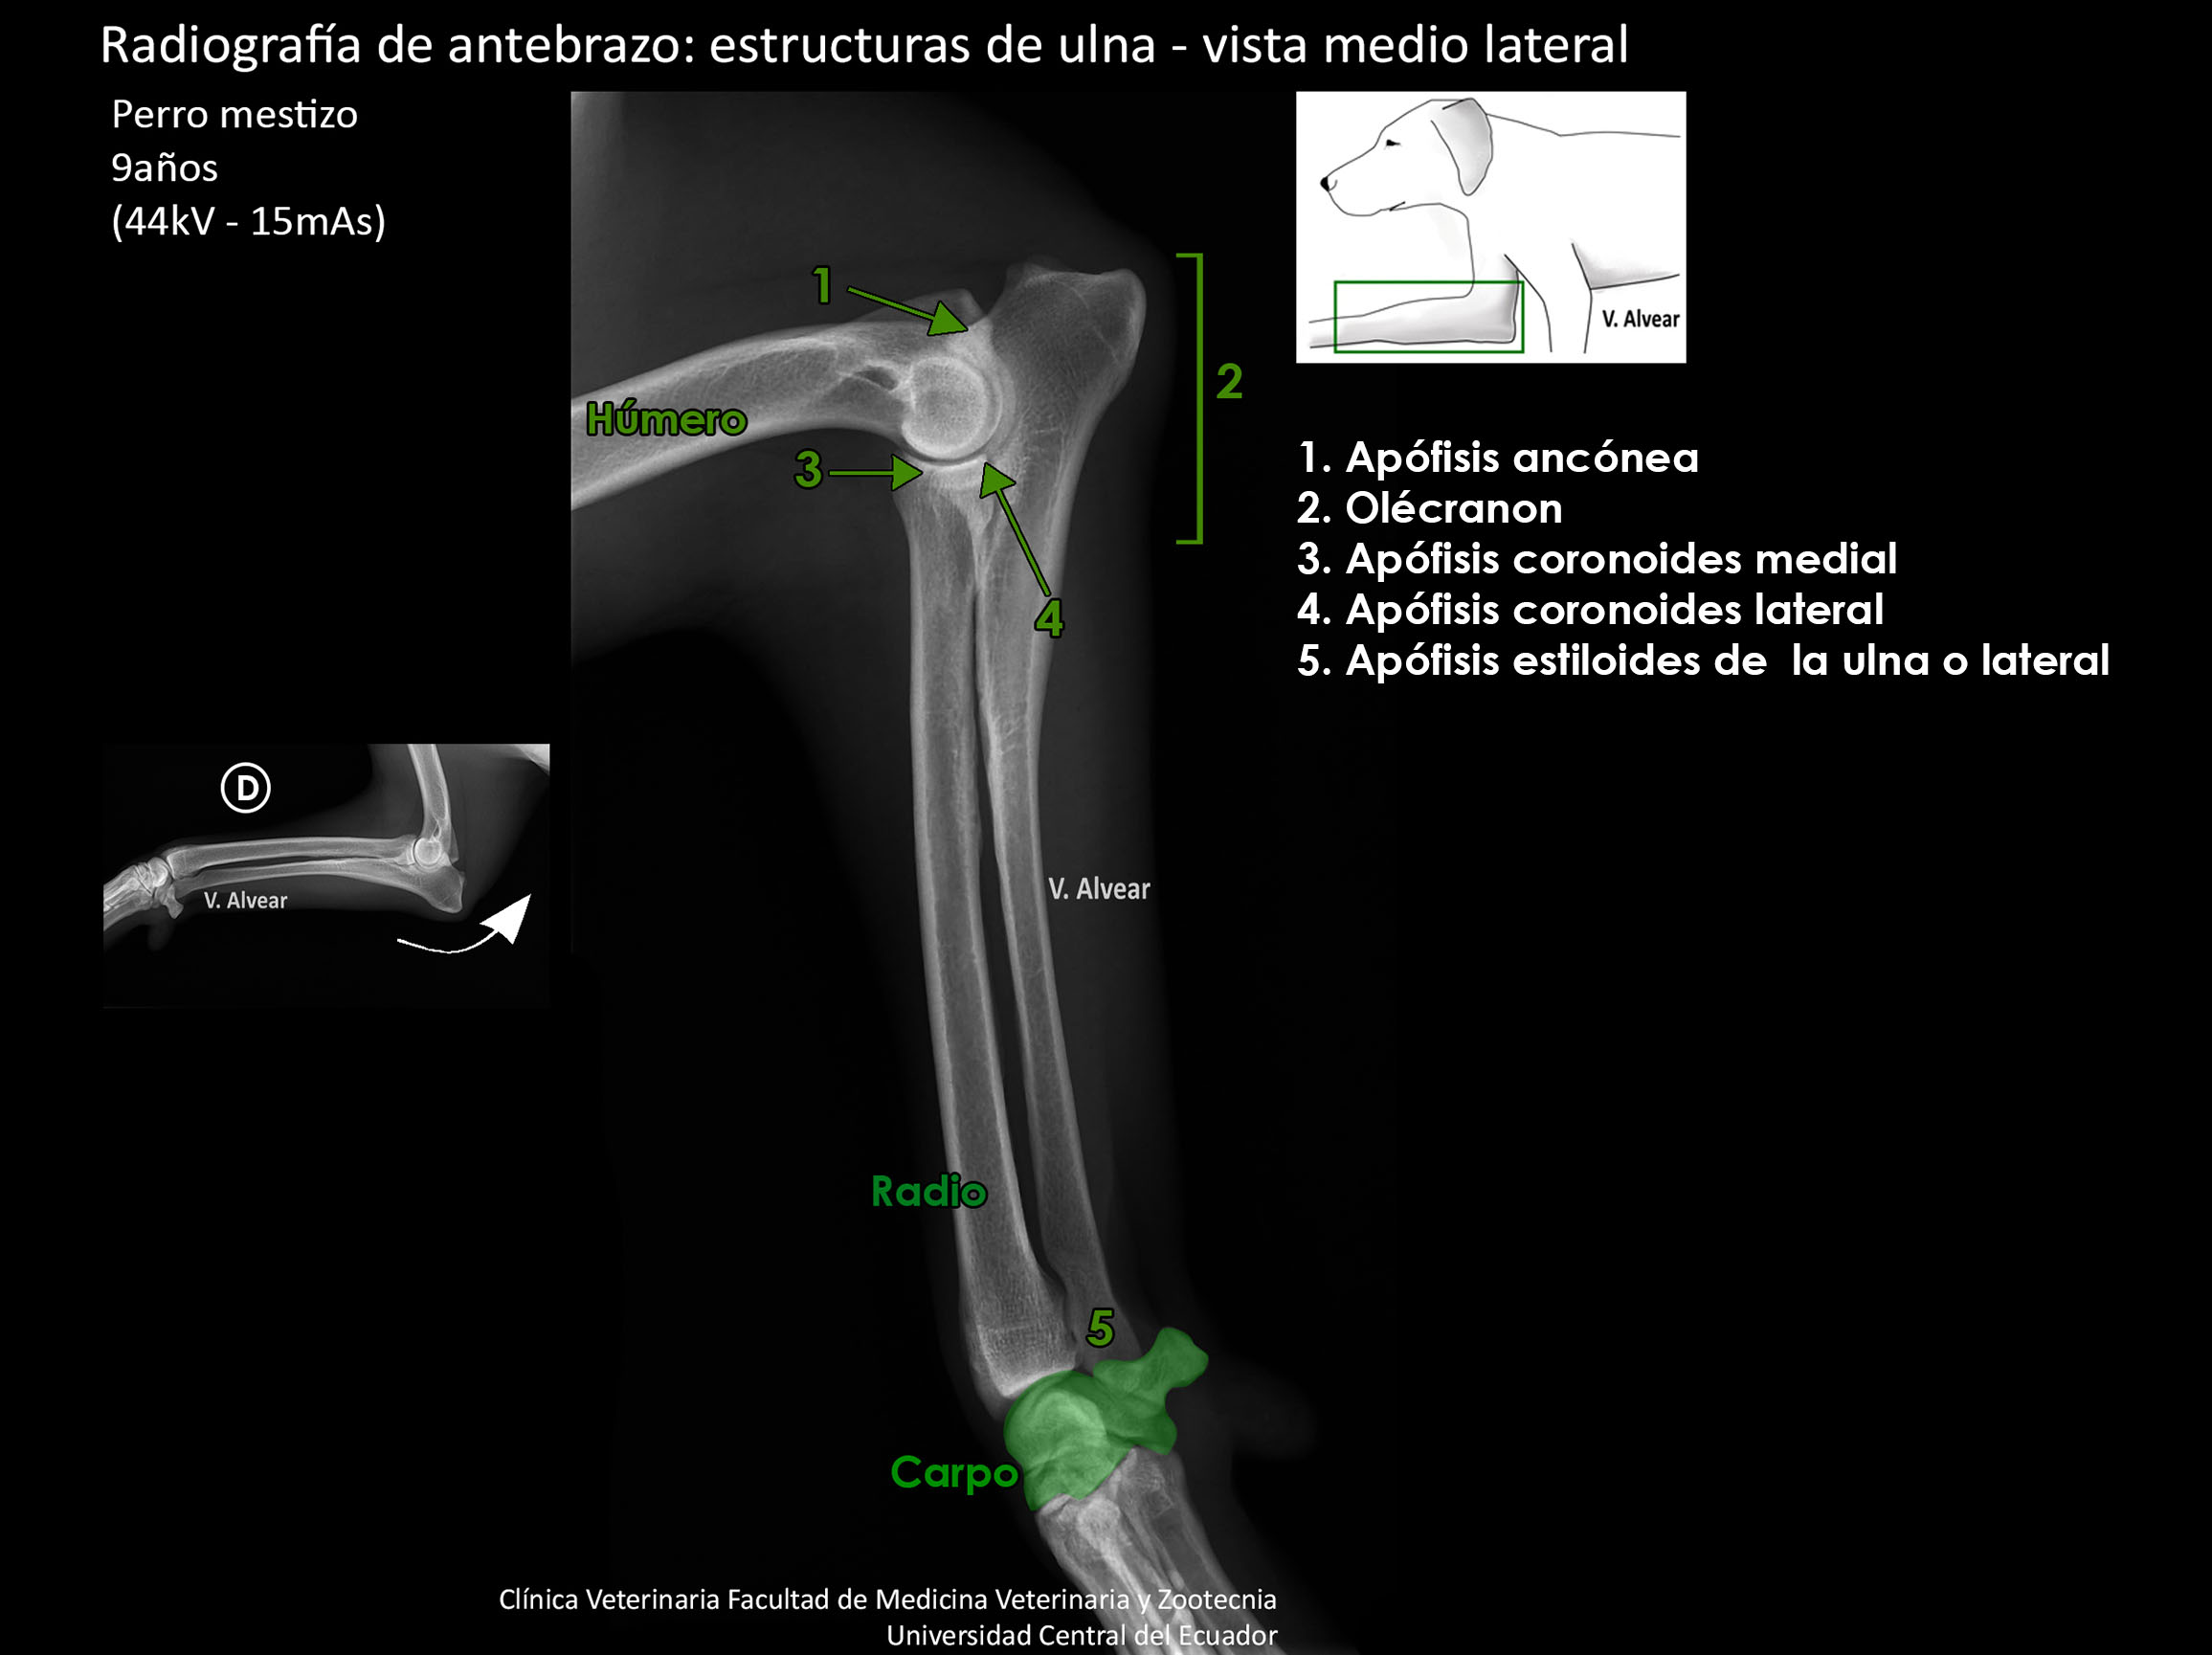 Radiografía de antebrazo: estructuras de ulna - vista medio lateral
Perro mestizo
9años
(44kV - 15mAs)
1
2
Húmero
3
4
V. Alvear
1. Apófisis ancónea
2. Olécranon
3. Apófisis coronoides medial
4. Apófisis coronoides lateral
5. Apófisis estiloides de  la ulna o lateral
D
V. Alvear
V. Alvear
Radio
5
Carpo
Clínica Veterinaria Facultad de Medicina Veterinaria y Zootecnia
Universidad Central del Ecuador